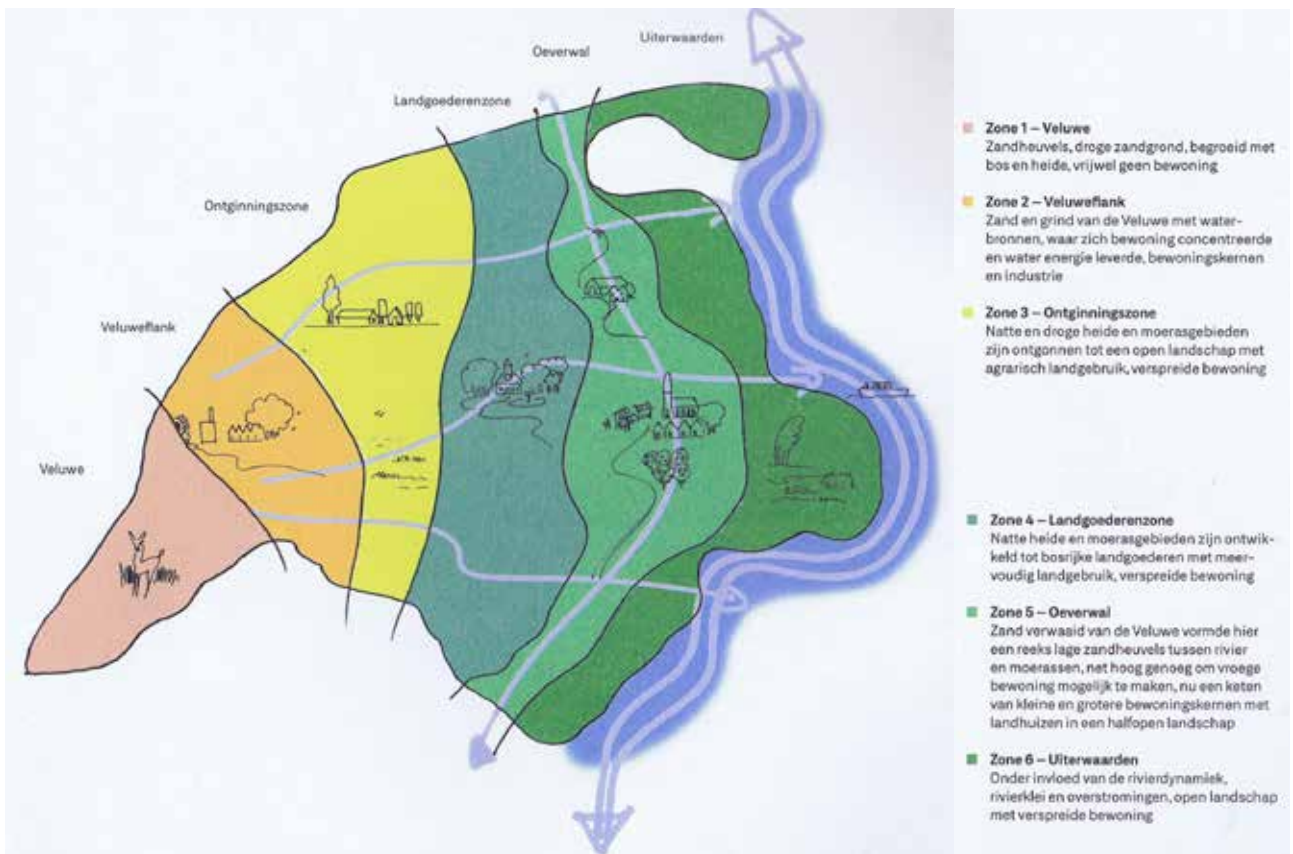 Uiterwaarden
Oeverwal
Landgoederenzone
Ontginningszone
Veluweflank
Veluwe
Zone 1 – Veluwe
Zandheuvels, droge zandgrond, begroeid met
bos en heide, vrijwel geen bewoning
Zone 2 – Veluweflank
Zand en grind van de Veluwe met water-
bronnen, waar zich bewoning concentreerde
en water energie leverde, bewoningskernen
en industrie
Zone 3 – Ontginningszone
Natte en droge heide en moerasgebieden
zijn ontgonnen tot een open landschap met
agrarisch landgebruik, verspreide bewoning
Zone 4 – Landgoederenzone
Natte heide en moerasgebieden zijn ontwik-
keld tot bosrijke landgoederen met meer-
voudig landgebruik, verspreide bewoning
Zone 5 – Oeverwal
Zand verwaaid van de Veluwe vormde hier
een reeks lage zandheuvels tussen rivier
en moerassen, net hoog genoeg om vroege
bewoning mogelijk te maken, nu een keten
van kleine en grotere bewoningskernen met
landhuizen in een halfopen landschap
Zone 6 – Uiterwaarden
Onder invloed van de rivierdynamiek,
rivierklei en overstromingen, open landschap
met verspreide bewoning